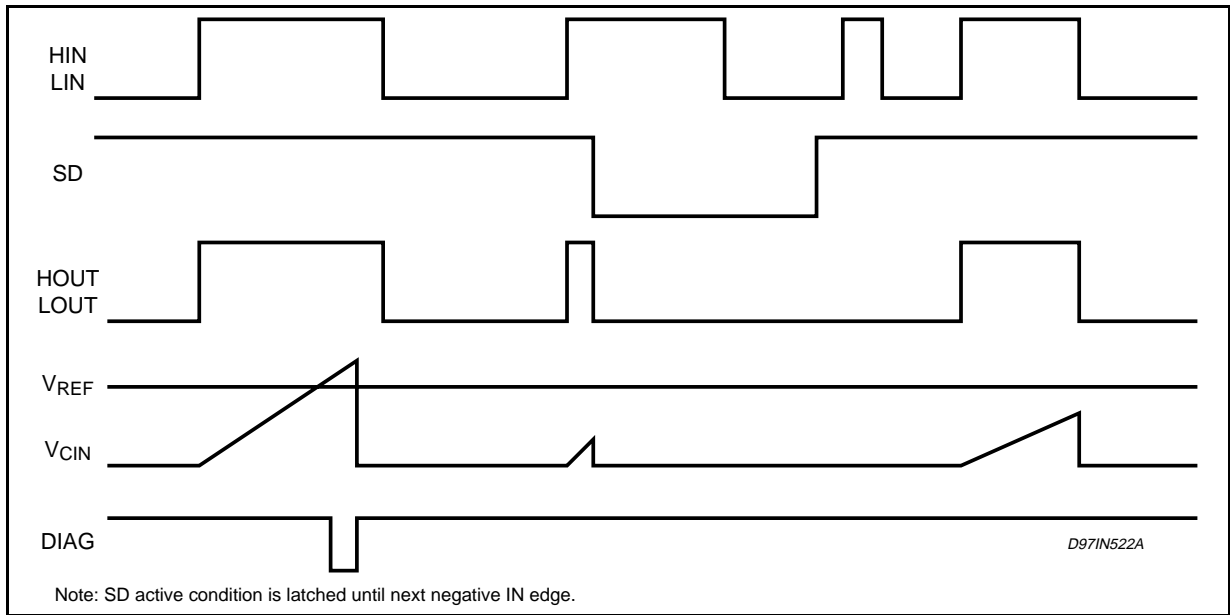 HIN
LIN
SD
HOUT
LOUT
VREF
VCIN
DIAG
D97IN522A
Note: SD active condition is latched until next negative IN edge.